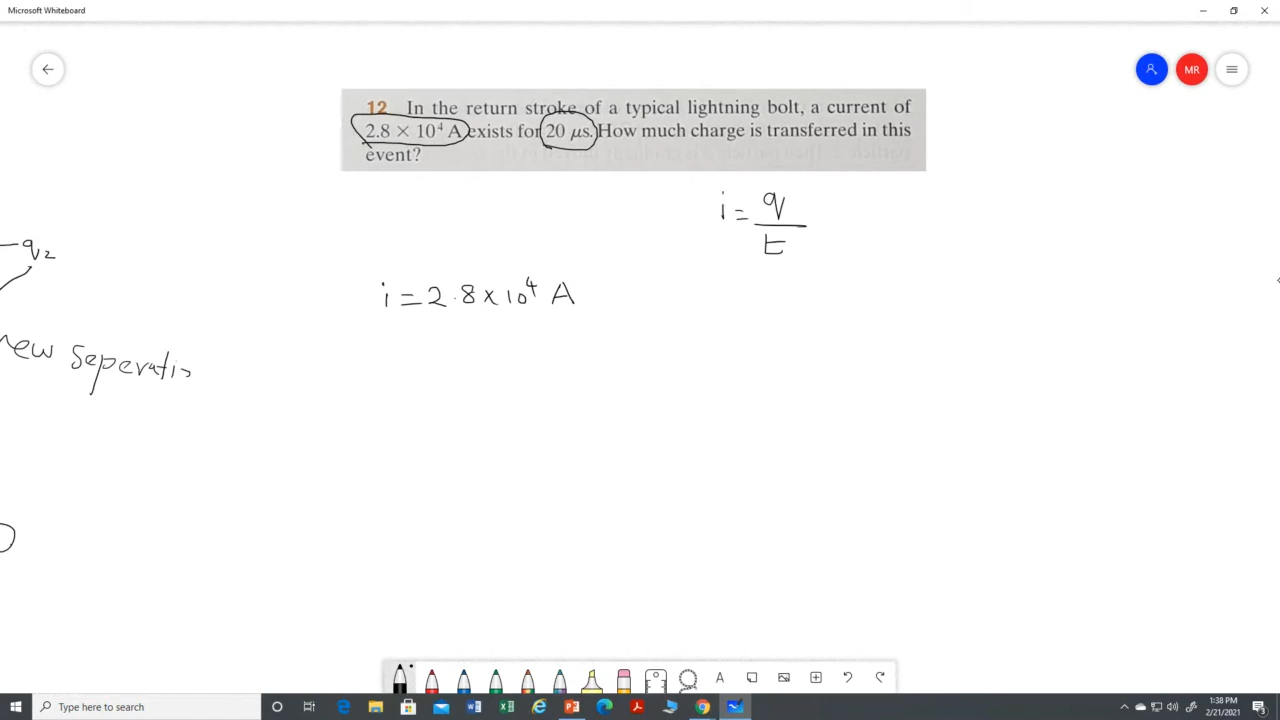 Microsoft Whiteboard
MR
12 In the return stroke of a typical lightning bolt, a current of
2.8 × 10⁴ A exists for 20 μs. How much charge is transferred in this
event?
i = q
t
q₂
i = 2.8 x 10⁴ A
new seperatio
A
Type here to search
1:38 PM
2/21/2021
3